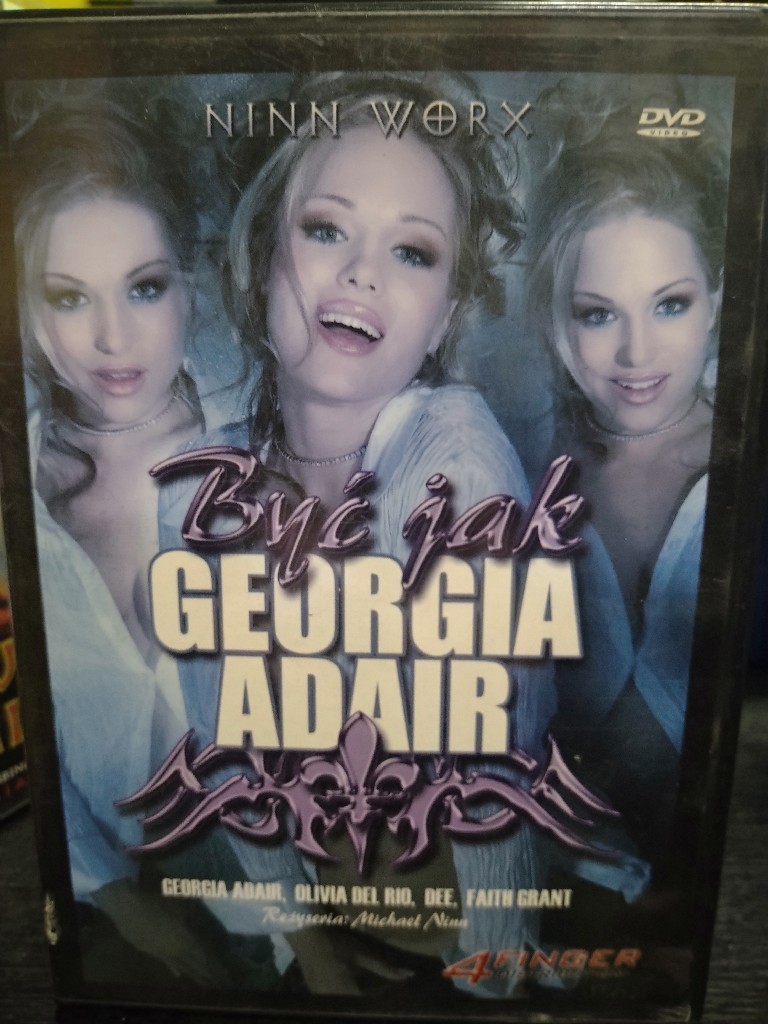 NINN WORX
DVD
VIDEO
Być jak
GEORGIA
ADAIR
GEORGIA ADAIR, OLIVIA DEL RIO, DEE, FAITH GRANT
Reżyseria: Michael Ninn
4FINGER